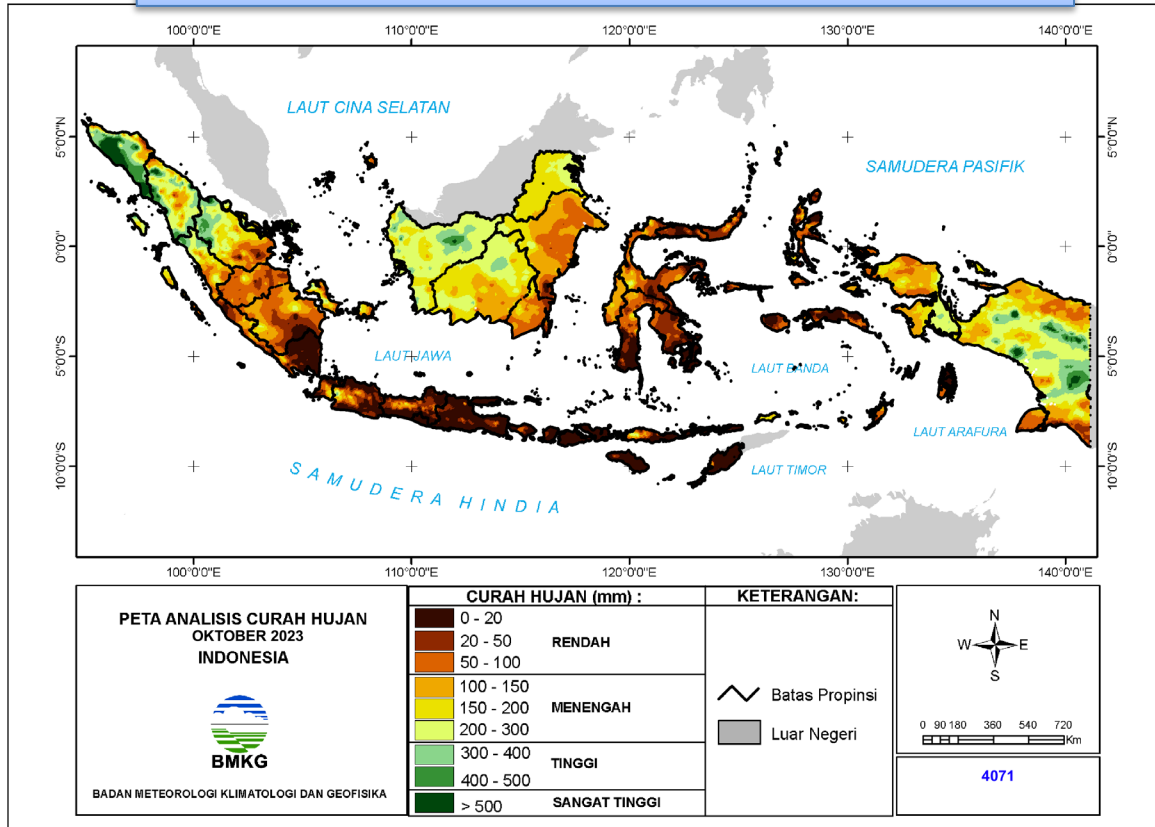 100°0'0"E 110°0'0"E 120°0'0"E 130°0'0"E 140°0'0"E
LAUT CINA SELATAN
5°0'0"N 5°0'0"N
SAMUDERA PASIFIK
0°0'0" 0°0'0"
5°0'0"S 5°0'0"S
LAUT JAWA
LAUT BANDA
LAUT ARAFURA
10°0'0"S 10°0'0"S
LAUT TIMOR
SAMUDERA HINDIA
100°0'0"E 110°0'0"E 120°0'0"E 130°0'0"E 140°0'0"E
PETA ANALISIS CURAH HUJAN
OKTOBER 2023
INDONESIA
BMKG
BADAN METEOROLOGI KLIMATOLOGI DAN GEOFISIKA
CURAH HUJAN (mm) :
0 - 20
20 - 50 RENDAH
50 - 100
100 - 150
150 - 200 MENENGAH
200 - 300
300 - 400 TINGGI
400 - 500
> 500 SANGAT TINGGI
KETERANGAN:
Batas Propinsi
Luar Negeri
N
W E
S
0 90 180 360 540 720
Km
4071